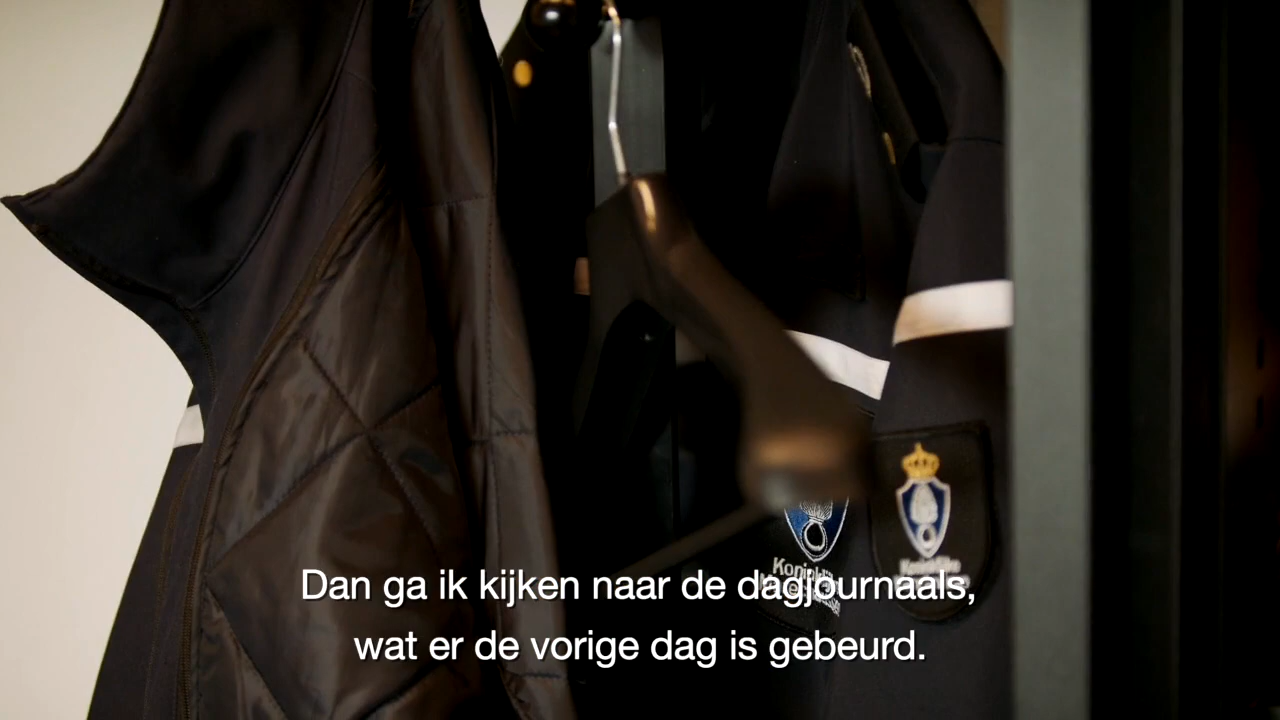 Dan ga ik kijken naar de dagjournaals,
wat er de vorige dag is gebeurd.